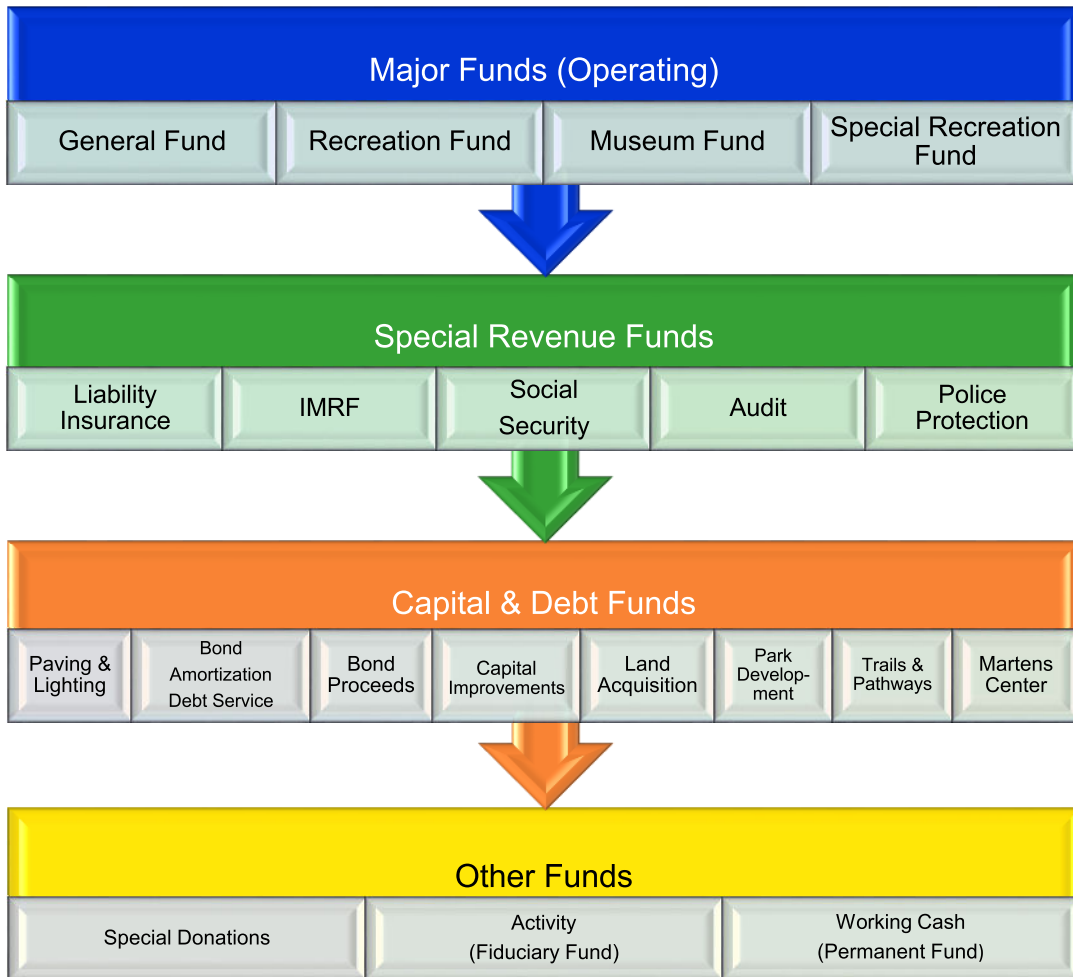 Major Funds (Operating)
General Fund
Recreation Fund
Museum Fund
Special Recreation
Fund
Special Revenue Funds
Liability
Insurance
IMRF
Social
Security
Audit
Police
Protection
Capital & Debt Funds
Paving &
Lighting
Bond
Amortization
Debt Service
Bond
Proceeds
Capital
Improvements
Land
Acquisition
Park
Develop-
ment
Trails &
Pathways
Martens
Center
Other Funds
Special Donations
Activity
(Fiduciary Fund)
Working Cash
(Permanent Fund)